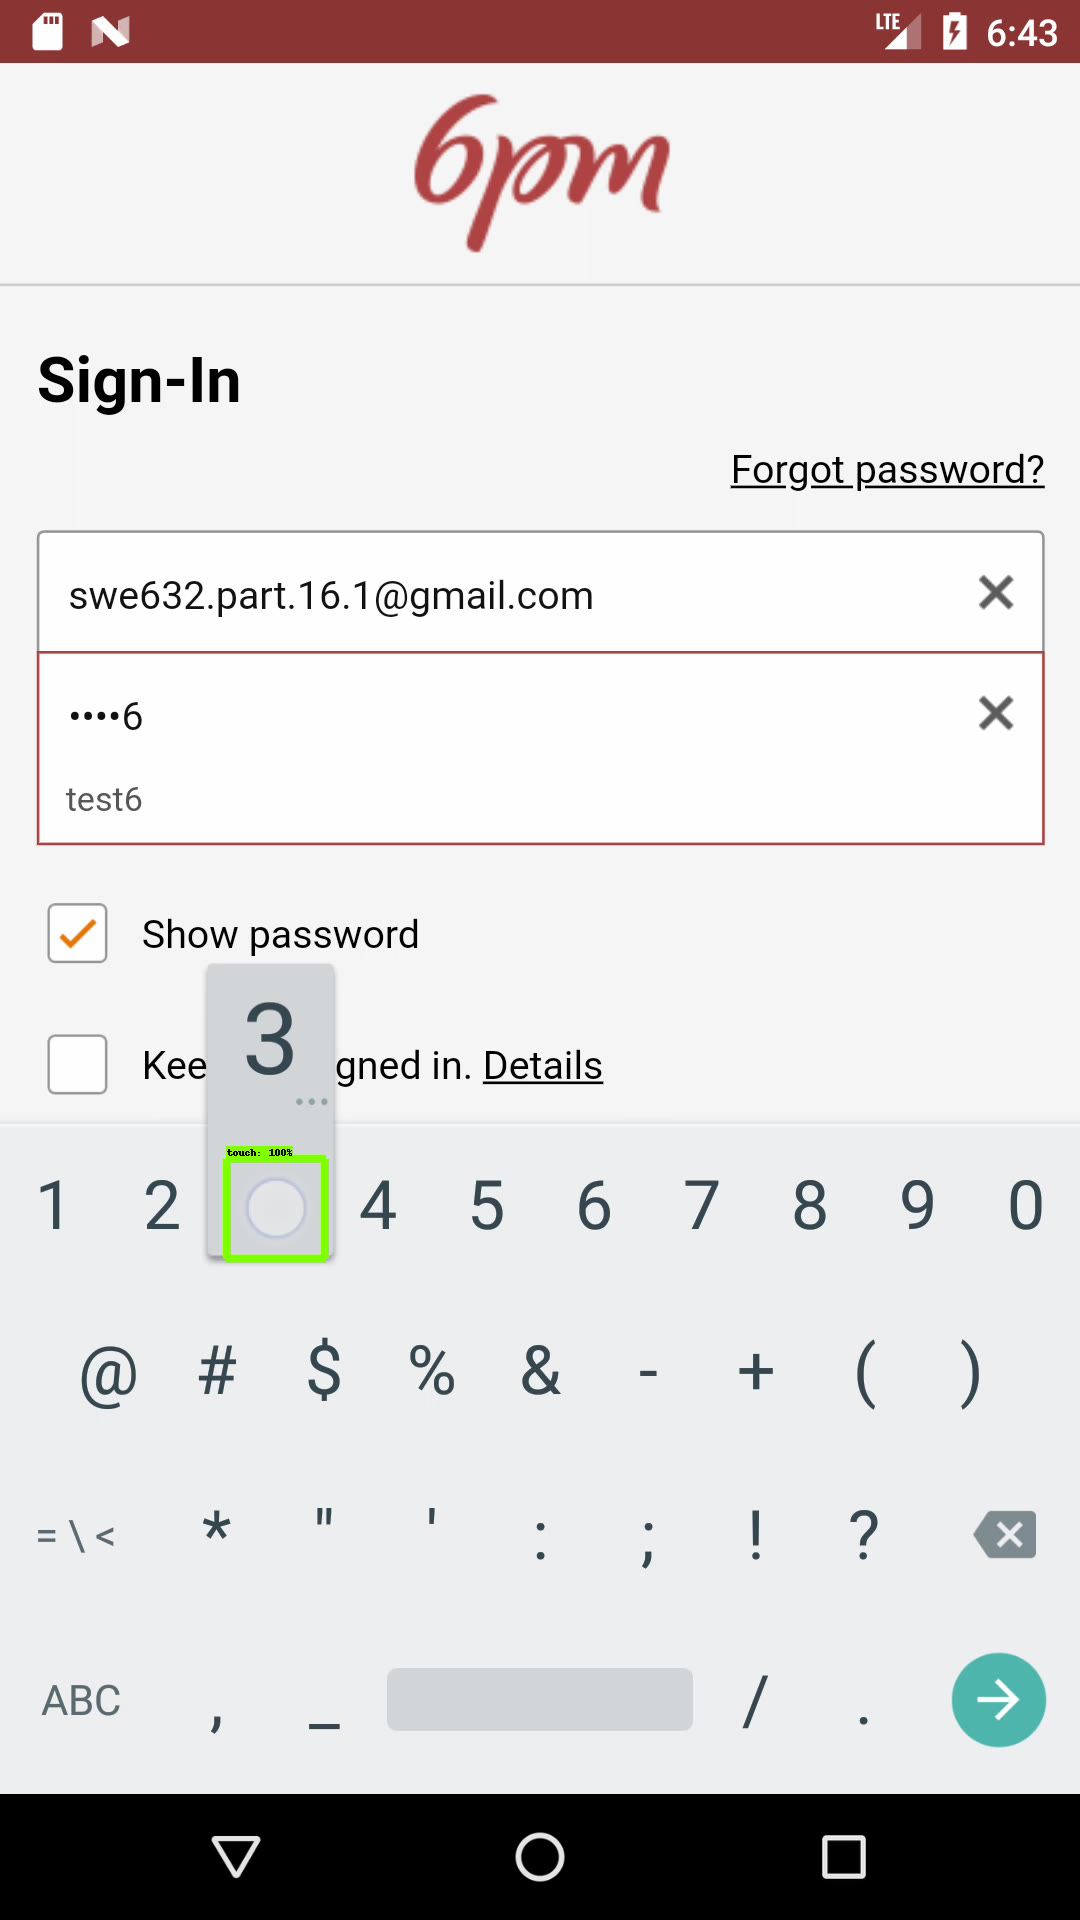 LTE 6:43
6pm
Sign-In
Forgot password?
swe632.part.16.1@gmail.com
••••6
test6
Show password
3
Kee gned in. Details
touch: 100%
1 2 4 5 6 7 8 9 0
@ # $ % & - + ( )
= \ < * " ' : ; ! ?
ABC , _ / .